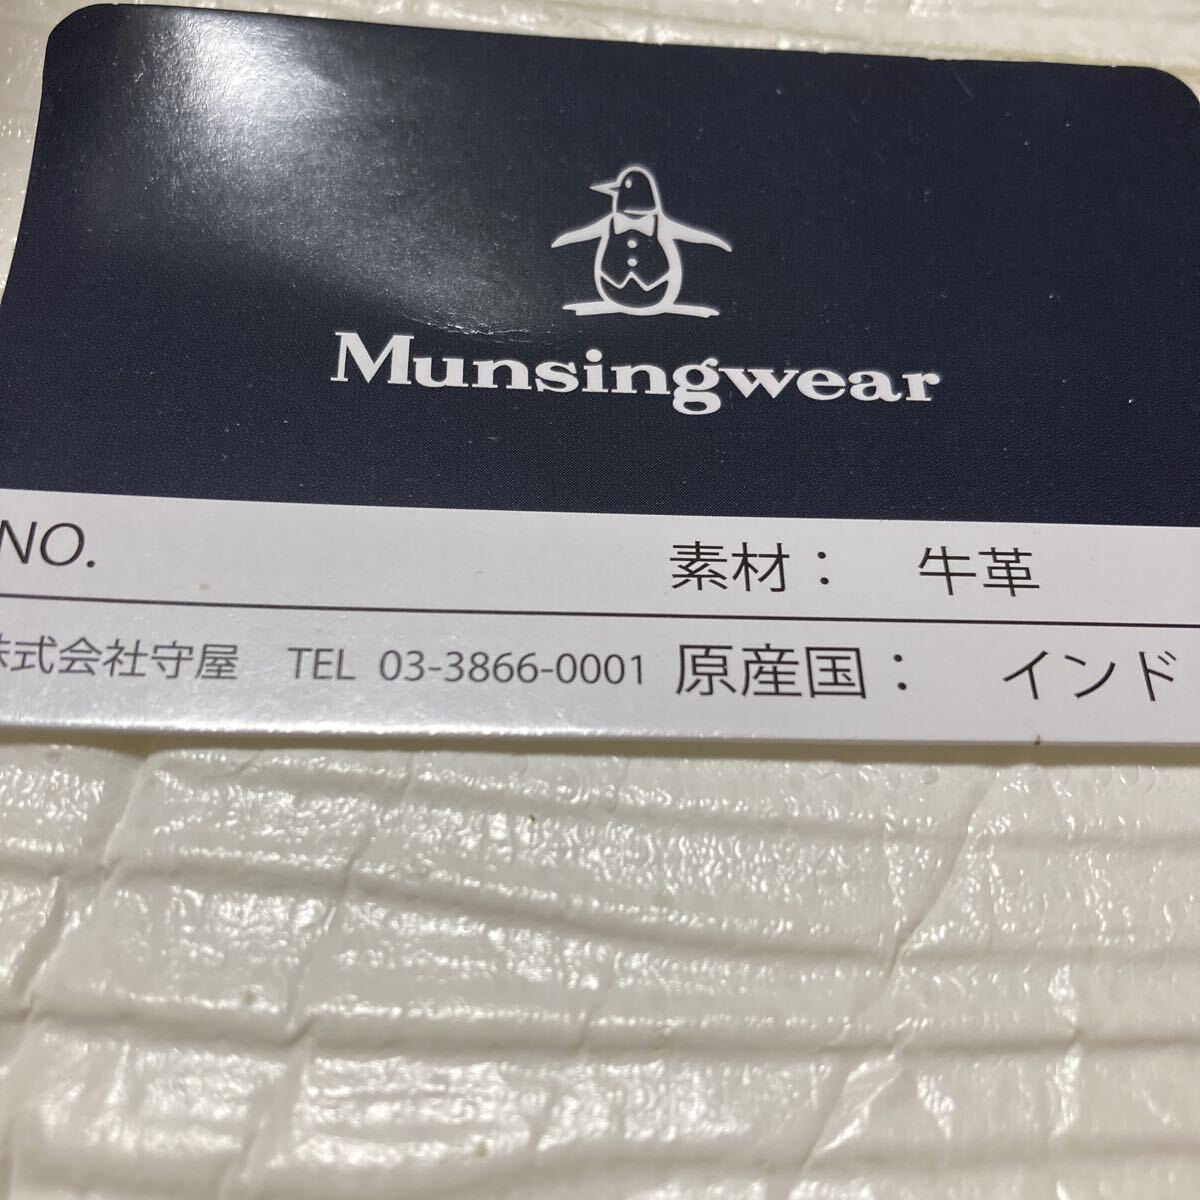 Munsingwear
NO.
素材： 牛革
株式会社守屋 TEL 03-3866-0001
原産国： インド